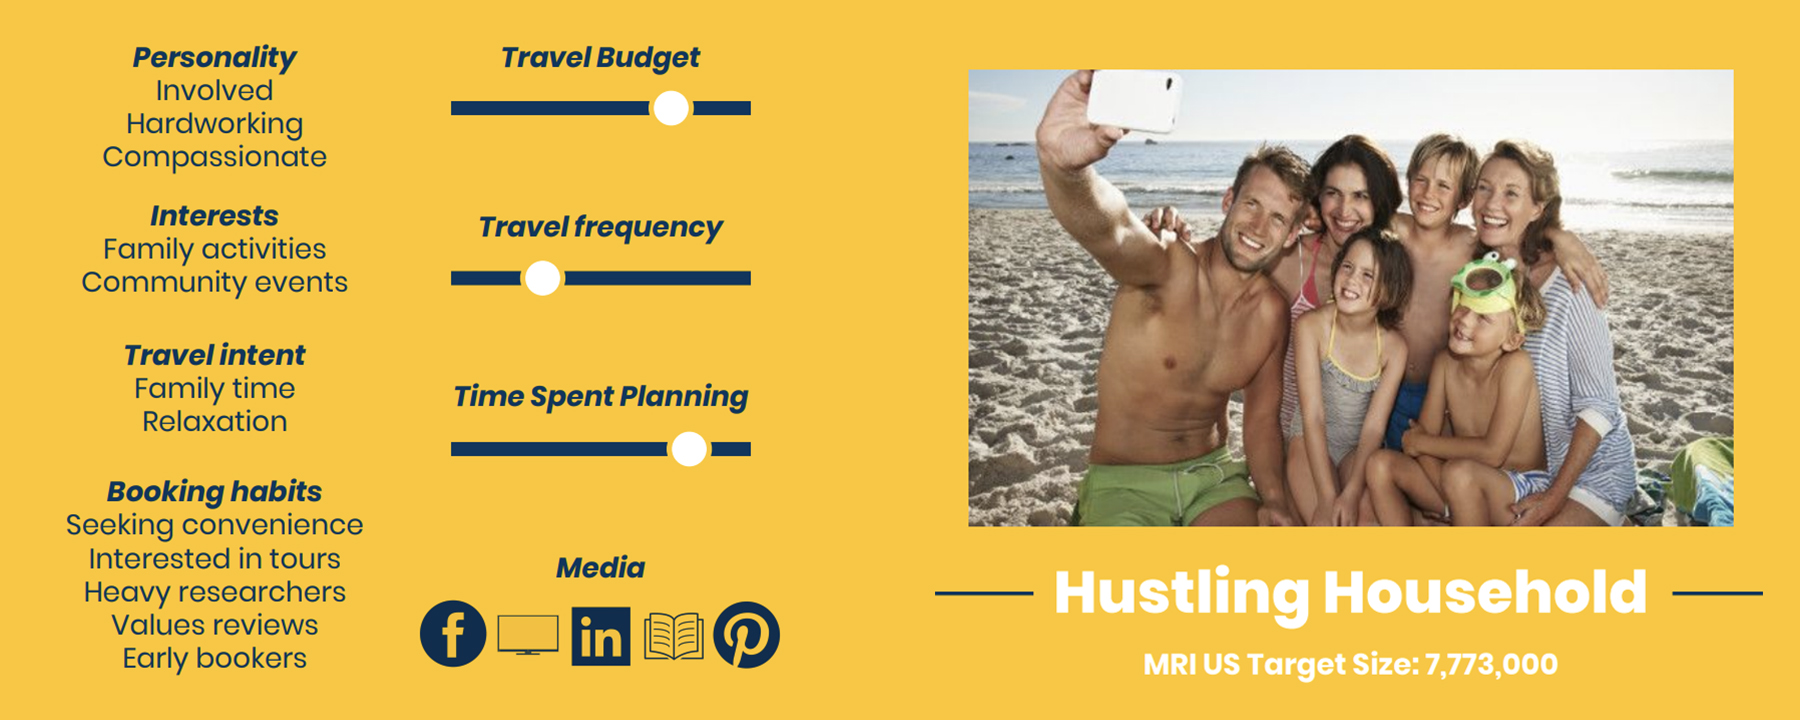 Personality
Involved
Hardworking
Compassionate
Interests
Family activities
Community events
Travel intent
Family time
Relaxation
Booking habits
Seeking convenience
Interested in tours
Heavy researchers
Values reviews
Early bookers
Travel Budget
Travel frequency
Time Spent Planning
Media
f in
Hustling Household
MRI US Target Size: 7,773,000